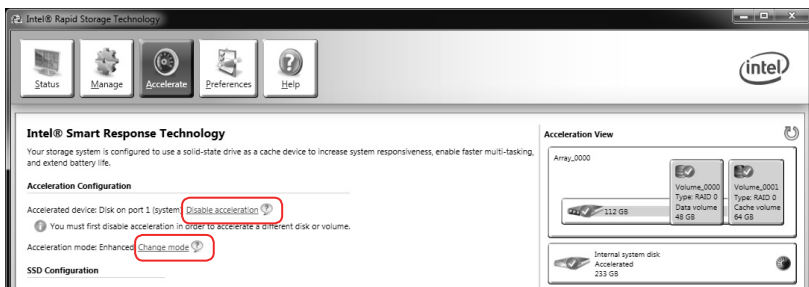 Intel® Rapid Storage Technology
Status
Manage
Accelerate
Preferences
Help
intel
Intel® Smart Response Technology
Your storage system is configured to use a solid-state drive as a cache device to increase system responsiveness, enable faster multi-tasking,
and extend battery life.
Acceleration Configuration
Accelerated device: Disk on port 1 (system) Disable acceleration
You must first disable acceleration in order to accelerate a different disk or volume.
Acceleration mode: Enhanced Change mode
SSD Configuration
Acceleration View
Array_0000
112 GB
Volume_0000
Type: RAID 0
Data volume
48 GB
Volume_0001
Type: RAID 0
Cache volume
64 GB
Internal system disk
Accelerated
233 GB